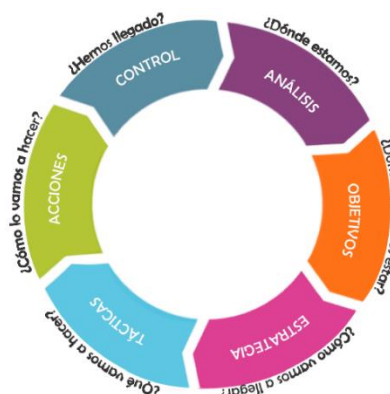 ¿Dónde estamos?
ANÁLISIS
estar?
OBJETIVOS
¿Cómo vamos a llegar?
ESTRATEGIA
¿Qué vamos a hacer?
TÁCTICAS
¿Cómo lo vamos a hacer?
ACCIONES
¿Hemos llegado?
CONTROL